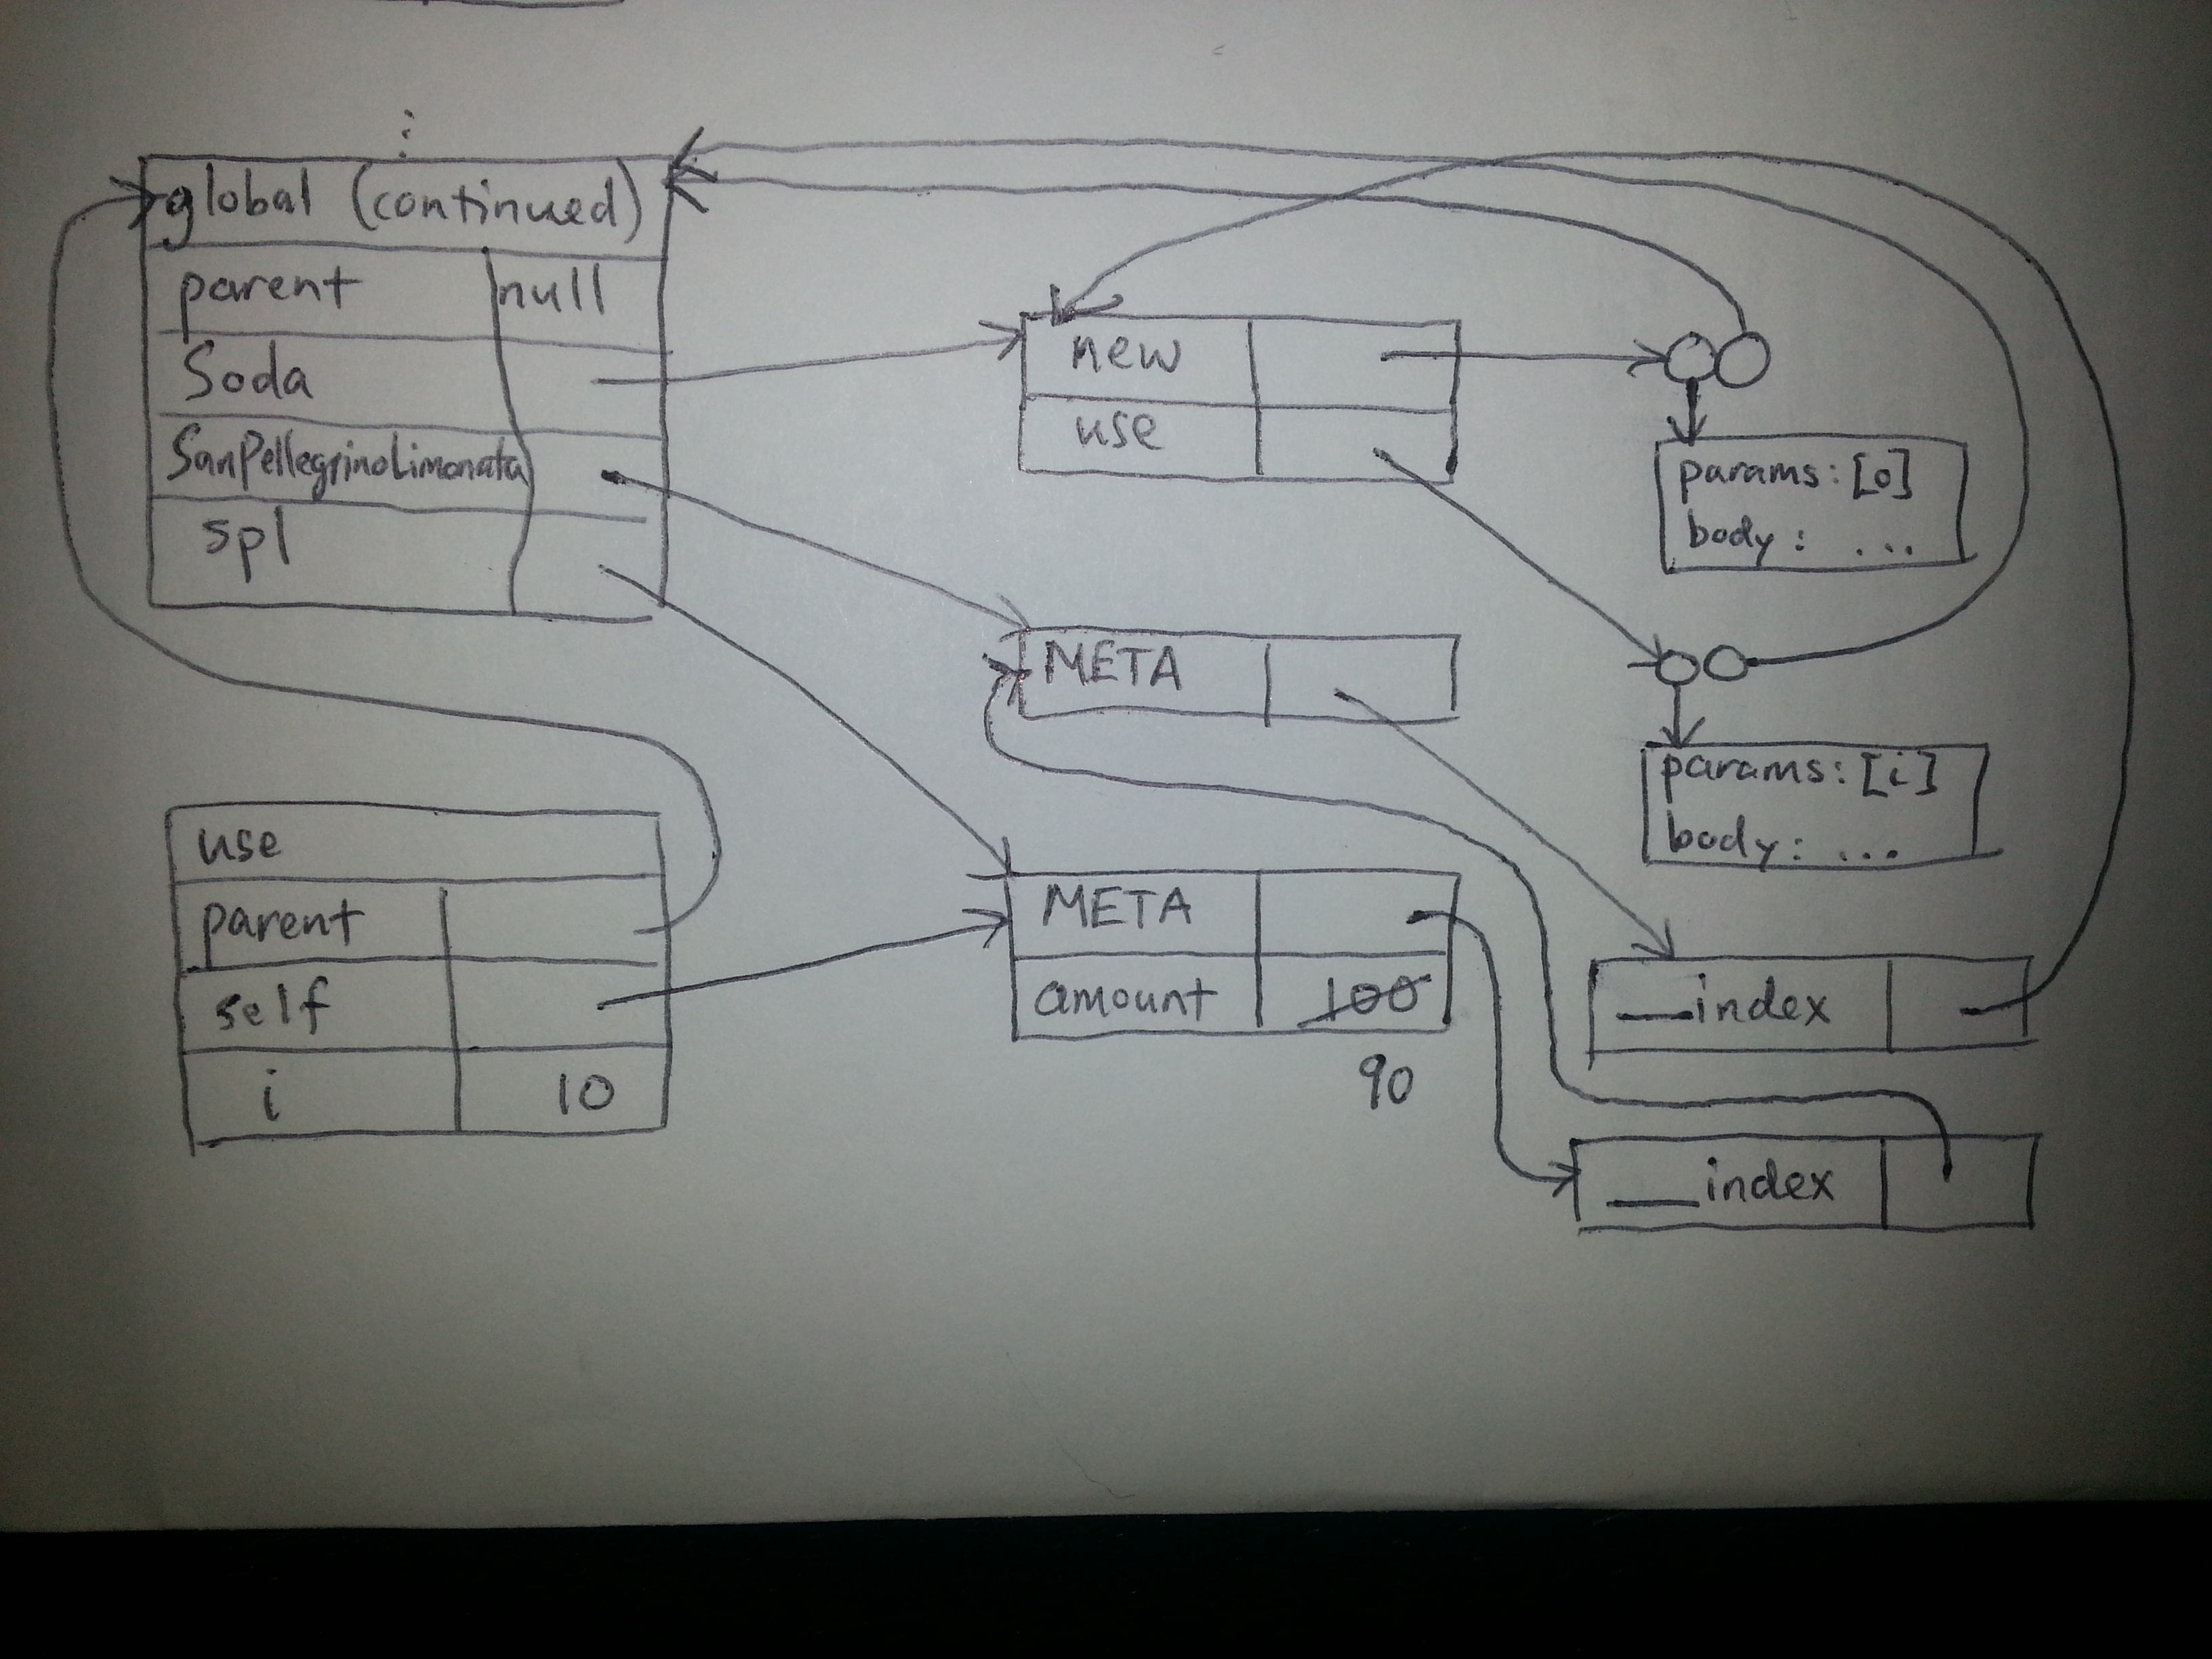 :
global (continued)
parent null
Soda
SanPellegrinoLimonata
spl
new
use
params: [o]
body: ...
META
params: [i]
body: ...
use
parent
self
i 10
META
amount 100
90
__index
__index